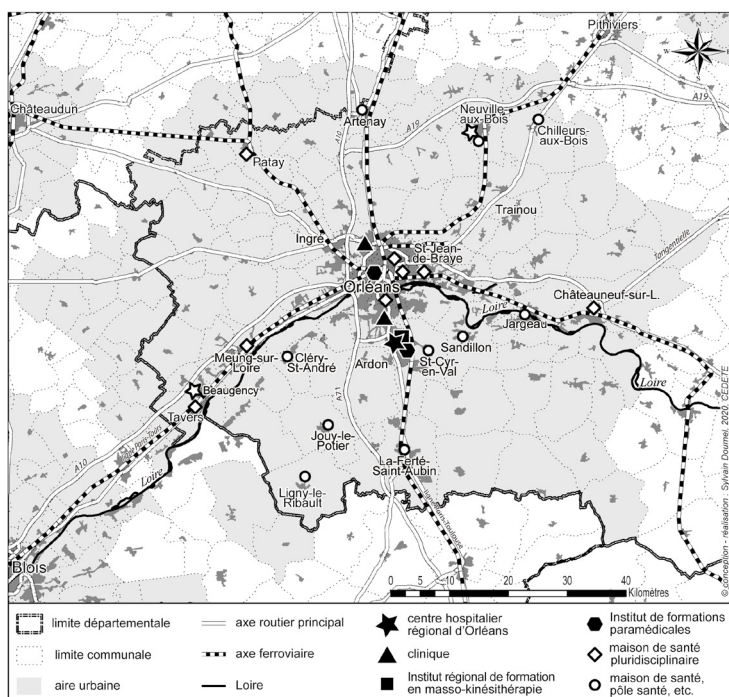 Pithiviers
N
W
Châteaudun
A19
Neuville-
aux-Bois
Artenay
A19
Chilleurs-
aux-Bois
Patay
Trainou
Ingré
St-Jean-
de-Braye
Tangentielle
Orléans
Loire
Châteauneuf-sur-L.
Jargeau
Sandillon
Meung-sur-
Loire
Cléry-
St-André
Ardon
St-Cyr-
en-Val
Loire
Beaugency
Tavers
A71
Jouy-le-
Potier
La-Ferté-
Saint-Aubin
A10
Loire
Ligny-le-
Ribault
Blois
0 10 20 30 40
Kilomètres
© conception - réalisation : Sylvain Dournel, 2020, CEDETE
limite départementale
axe routier principal
centre hospitalier
régional d'Orléans
Institut de formations
paramédicales
limite communale
axe ferroviaire
clinique
maison de santé
pluridisciplinaire
aire urbaine
Loire
Institut régional de formation
en masso-kinésithérapie
maison de santé,
pôle santé, etc.